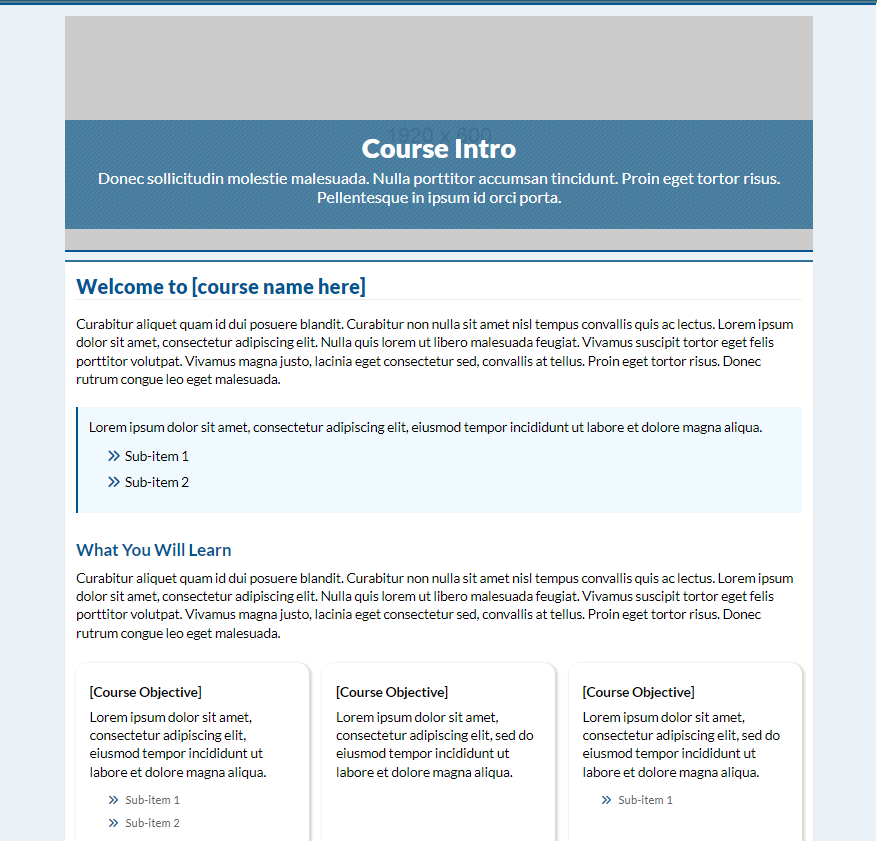 1920 x 600
Course Intro
Donec sollicitudin molestie malesuada. Nulla porttitor accumsan tincidunt. Proin eget tortor risus.
Pellentesque in ipsum id orci porta.
Welcome to [course name here]
Curabitur aliquet quam id dui posuere blandit. Curabitur non nulla sit amet nisl tempus convallis quis ac lectus. Lorem ipsum
dolor sit amet, consectetur adipiscing elit. Nulla quis lorem ut libero malesuada feugiat. Vivamus suscipit tortor eget felis
porttitor volutpat. Vivamus magna justo, lacinia eget consectetur sed, convallis at tellus. Proin eget tortor risus. Donec
rutrum congue leo eget malesuada.
Lorem ipsum dolor sit amet, consectetur adipiscing elit, eiusmod tempor incididunt ut labore et dolore magna aliqua.
Sub-item 1
Sub-item 2
What You Will Learn
Curabitur aliquet quam id dui posuere blandit. Curabitur non nulla sit amet nisl tempus convallis quis ac lectus. Lorem ipsum
dolor sit amet, consectetur adipiscing elit. Nulla quis lorem ut libero malesuada feugiat. Vivamus suscipit tortor eget felis
porttitor volutpat. Vivamus magna justo, lacinia eget consectetur sed, convallis at tellus. Proin eget tortor risus. Donec
rutrum congue leo eget malesuada.
[Course Objective]
Lorem ipsum dolor sit amet,
consectetur adipiscing elit,
eiusmod tempor incididunt ut
labore et dolore magna aliqua.
Sub-item 1
Sub-item 2
[Course Objective]
Lorem ipsum dolor sit amet,
consectetur adipiscing elit, sed do
eiusmod tempor incididunt ut
labore et dolore magna aliqua.
[Course Objective]
Lorem ipsum dolor sit amet,
consectetur adipiscing elit, sed do
eiusmod tempor incididunt ut
labore et dolore magna aliqua.
Sub-item 1